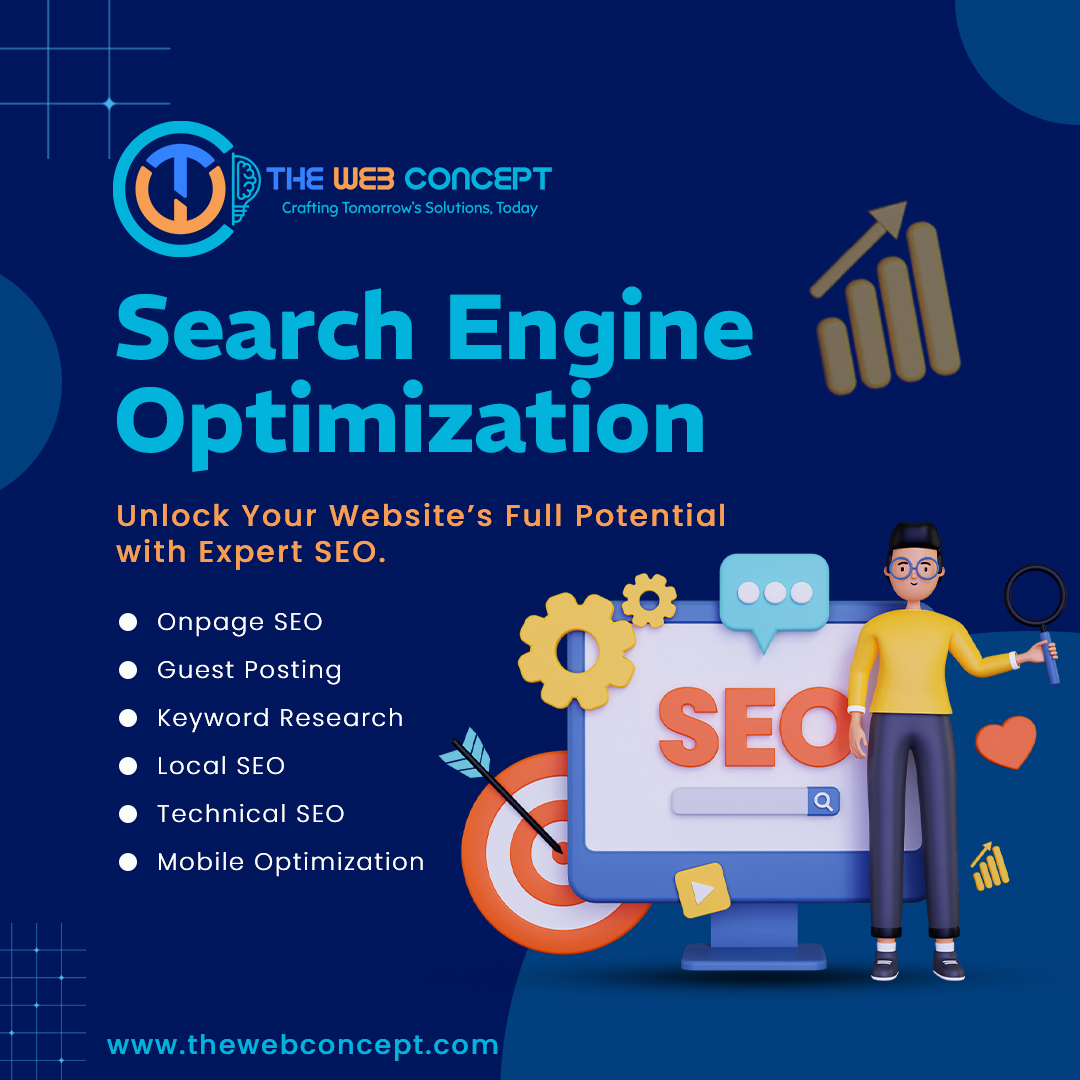 THE WEB CONCEPT
Crafting Tomorrow's Solutions, Today
Search Engine
Optimization
Unlock Your Website's Full Potential
with Expert SEO.
Onpage SEO
Guest Posting
Keyword Research
Local SEO
Technical SEO
Mobile Optimization
SEO
www.thewebconcept.com